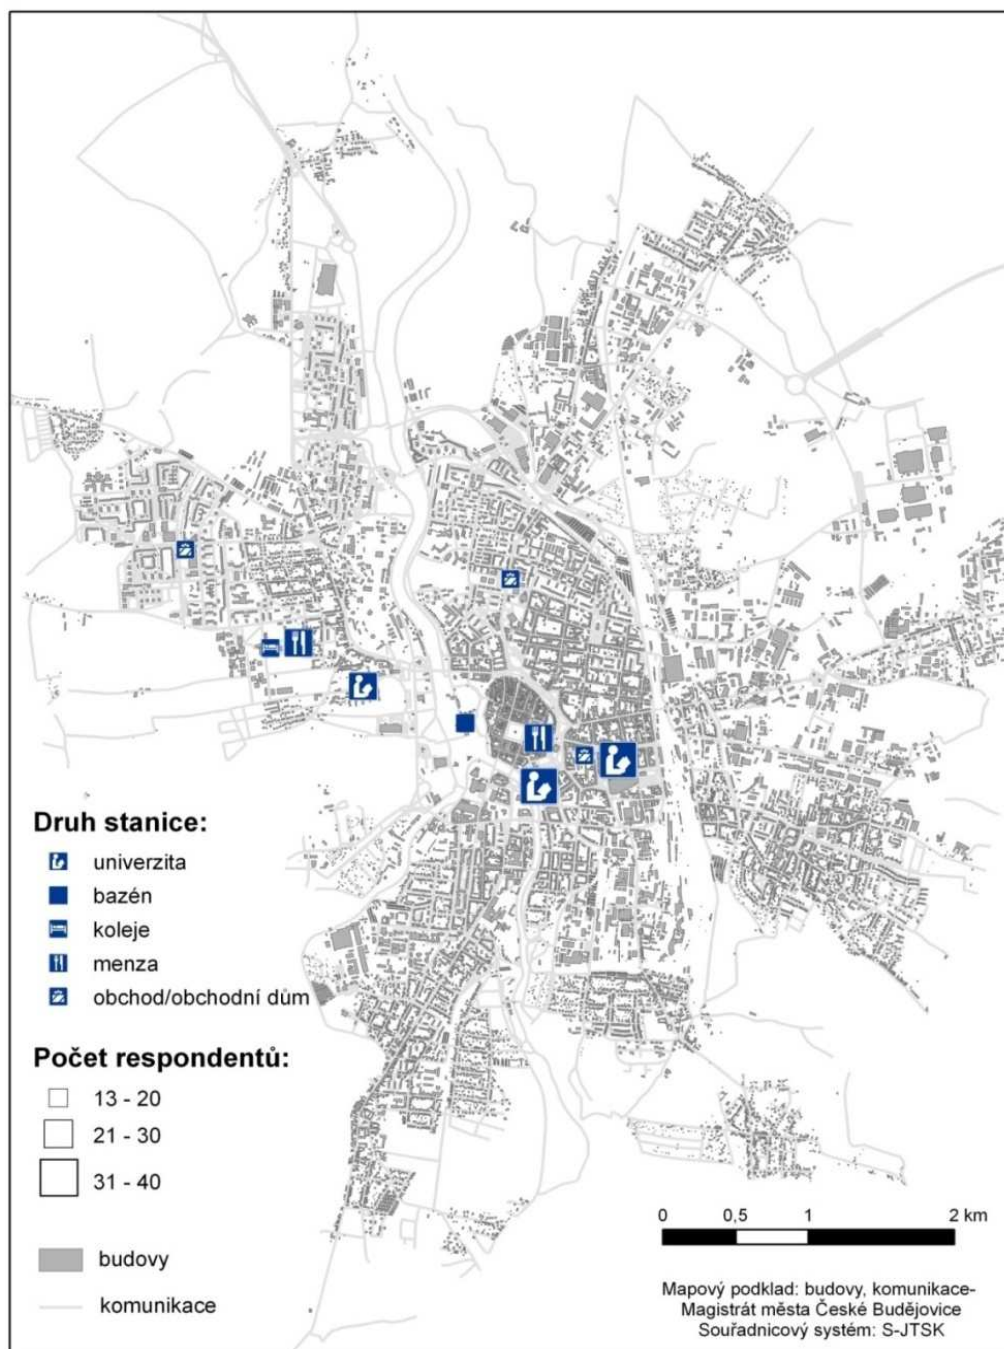 Druh stanice:
univerzita
bazén
koleje
menza
obchod/obchodní dům
Počet respondentů:
13 - 20
21 - 30
31 - 40
budovy
komunikace
0 0,5 1 2 km
Mapový podklad: budovy, komunikace-
Magistrát města České Budějovice
Souřadnicový systém: S-JTSK